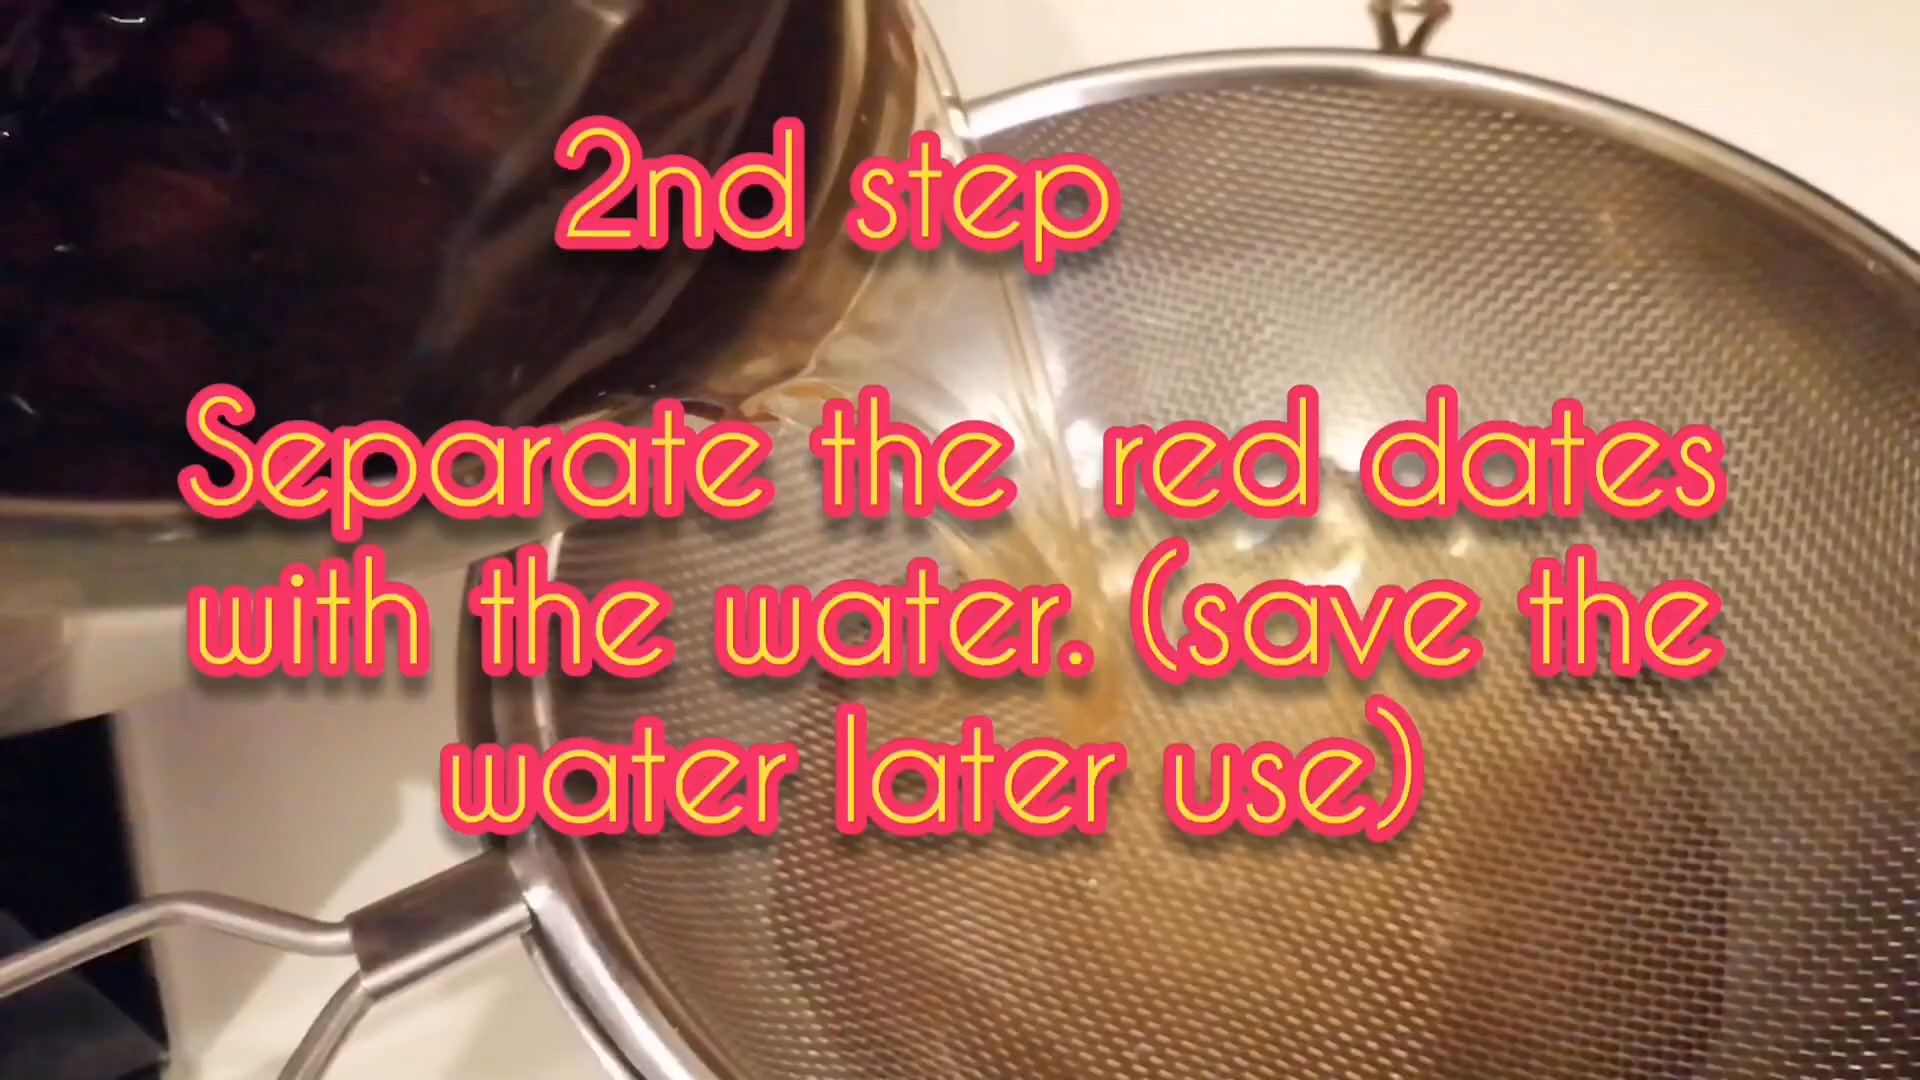 2nd step
Separate the red dates
with the water. (save the
water later use)